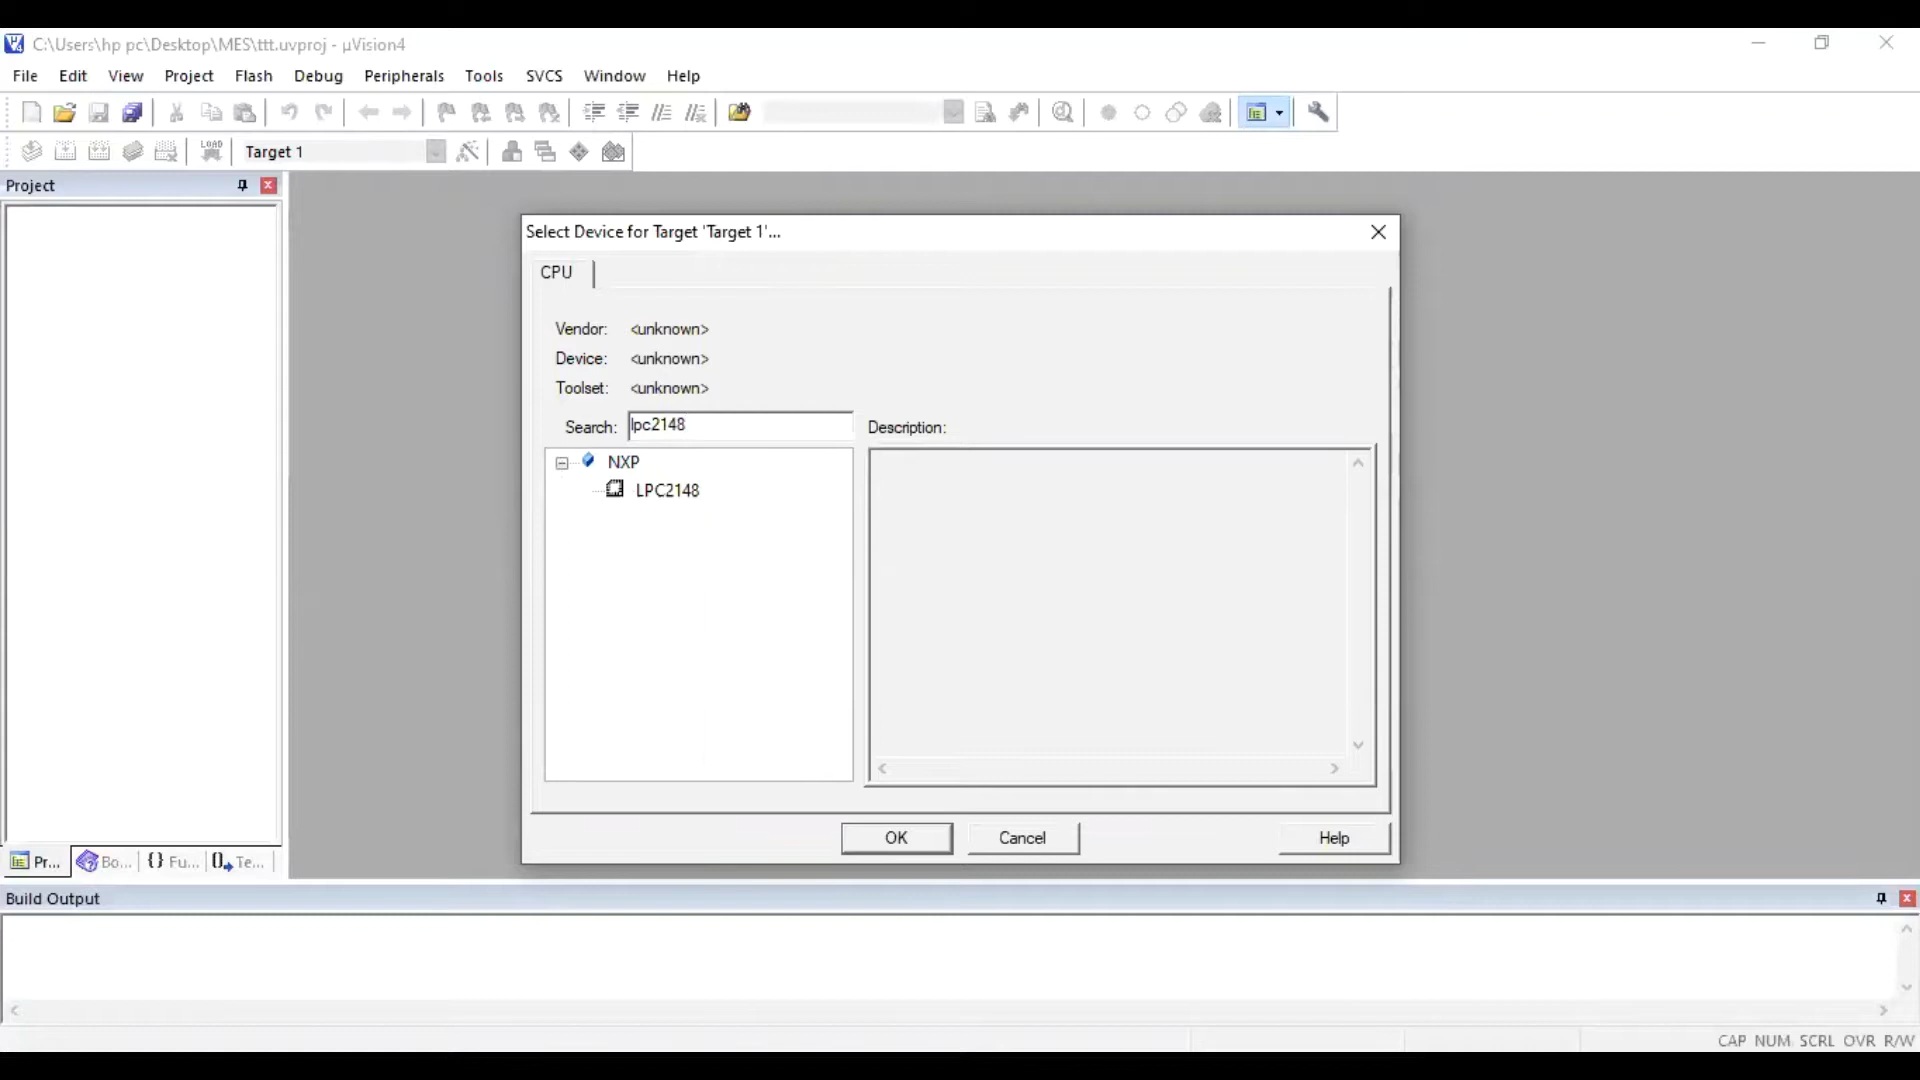 C:\Users\hp pc\Desktop\MES\ttt.uvproj - µVision4
File Edit View Project Flash Debug Peripherals Tools SVCS Window Help
LOAD Target 1
Project
Select Device for Target 'Target 1'...
CPU
Vendor: <unknown>
Device: <unknown>
Toolset: <unknown>
Search: lpc2148 Description:
NXP
LPC2148
OK Cancel Help
Pr... Bo... {} Fu... Te...
Build Output
CAP NUM SCRL OVR R/W